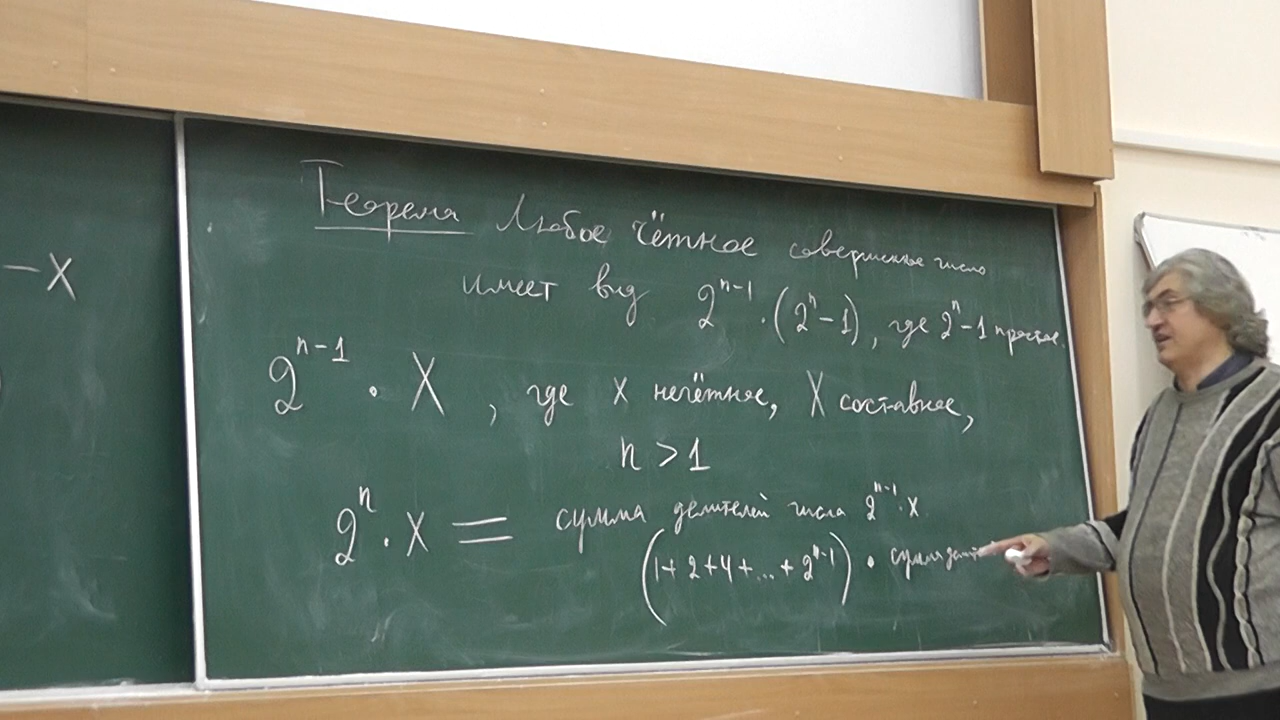 – X
Теорема Любое чётное совершенное число
имеет вид 2^{n-1} · (2^n – 1), где 2^n – 1 простое.
2^{n-1} · X, где X нечётное, X составное,
n > 1
2^n · X = сумма делителей числа 2^{n-1} · X
(1 + 2 + 4 + ... + 2^{n-1}) · сумма